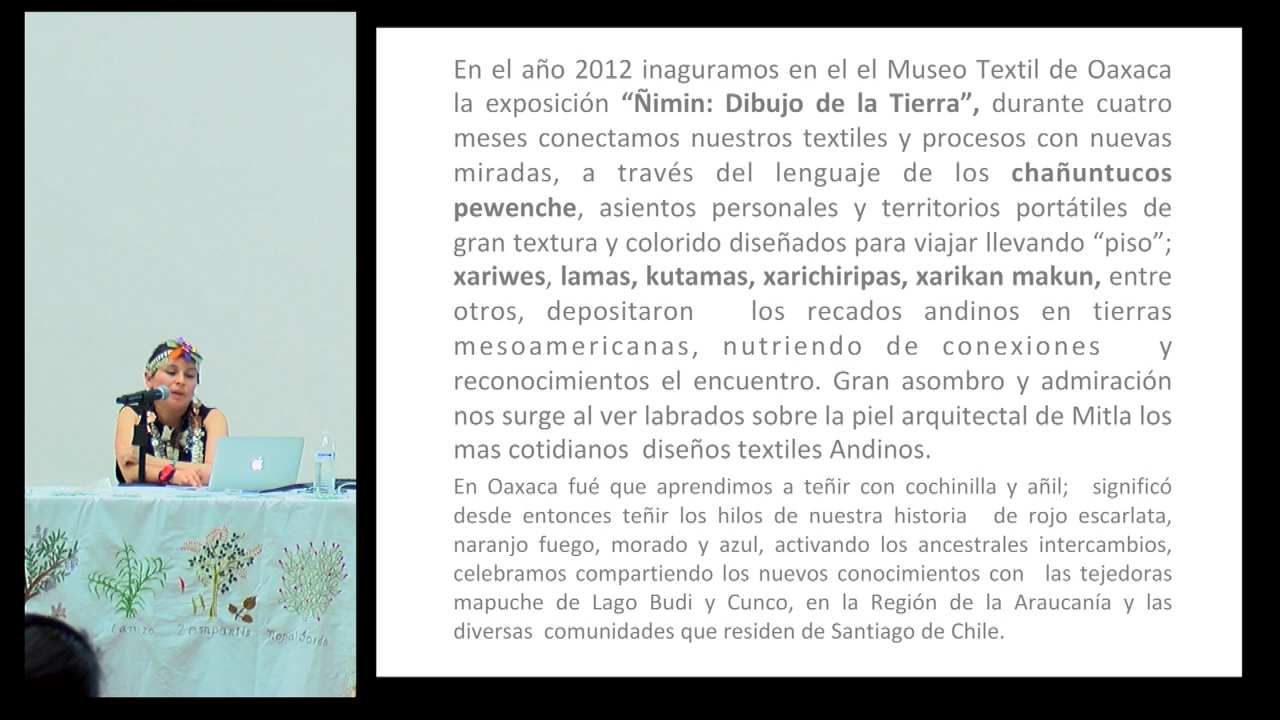 En el año 2012 inaguramos en el el Museo Textil de Oaxaca
la exposición “Ñimin: Dibujo de la Tierra”, durante cuatro
meses conectamos nuestros textiles y procesos con nuevas
miradas, a través del lenguaje de los chañuntucos
pewenche, asientos personales y territorios portátiles de
gran textura y colorido diseñados para viajar llevando “piso”;
xariwes, lamas, kutamas, xarichiripas, xarikan makun, entre
otros, depositaron los recados andinos en tierras
mesoamericanas, nutriendo de conexiones y
reconocimientos el encuentro. Gran asombro y admiración
nos surge al ver labrados sobre la piel arquitectal de Mitla los
mas cotidianos diseños textiles Andinos.
En Oaxaca fué que aprendimos a teñir con cochinilla y añil; significó
desde entonces teñir los hilos de nuestra historia de rojo escarlata,
naranjo fuego, morado y azul, activando los ancestrales intercambios,
celebramos compartiendo los nuevos conocimientos con las tejedoras
mapuche de Lago Budi y Cunco, en la Región de la Araucanía y las
diversas comunidades que residen de Santiago de Chile.